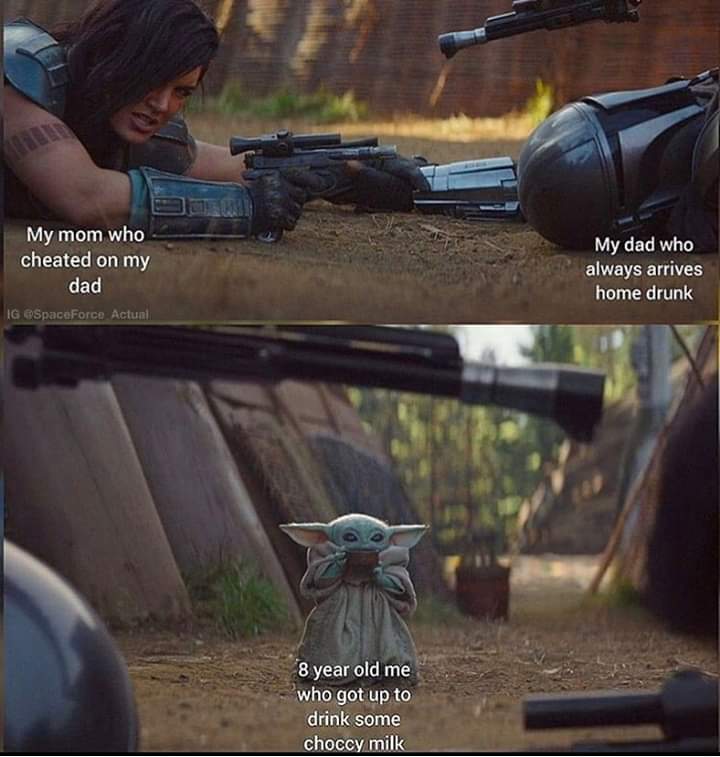 My mom who
cheated on my
dad
My dad who
always arrives
home drunk
IG @SpaceForce_Actual
8 year old me
who got up to
drink some
choccy milk